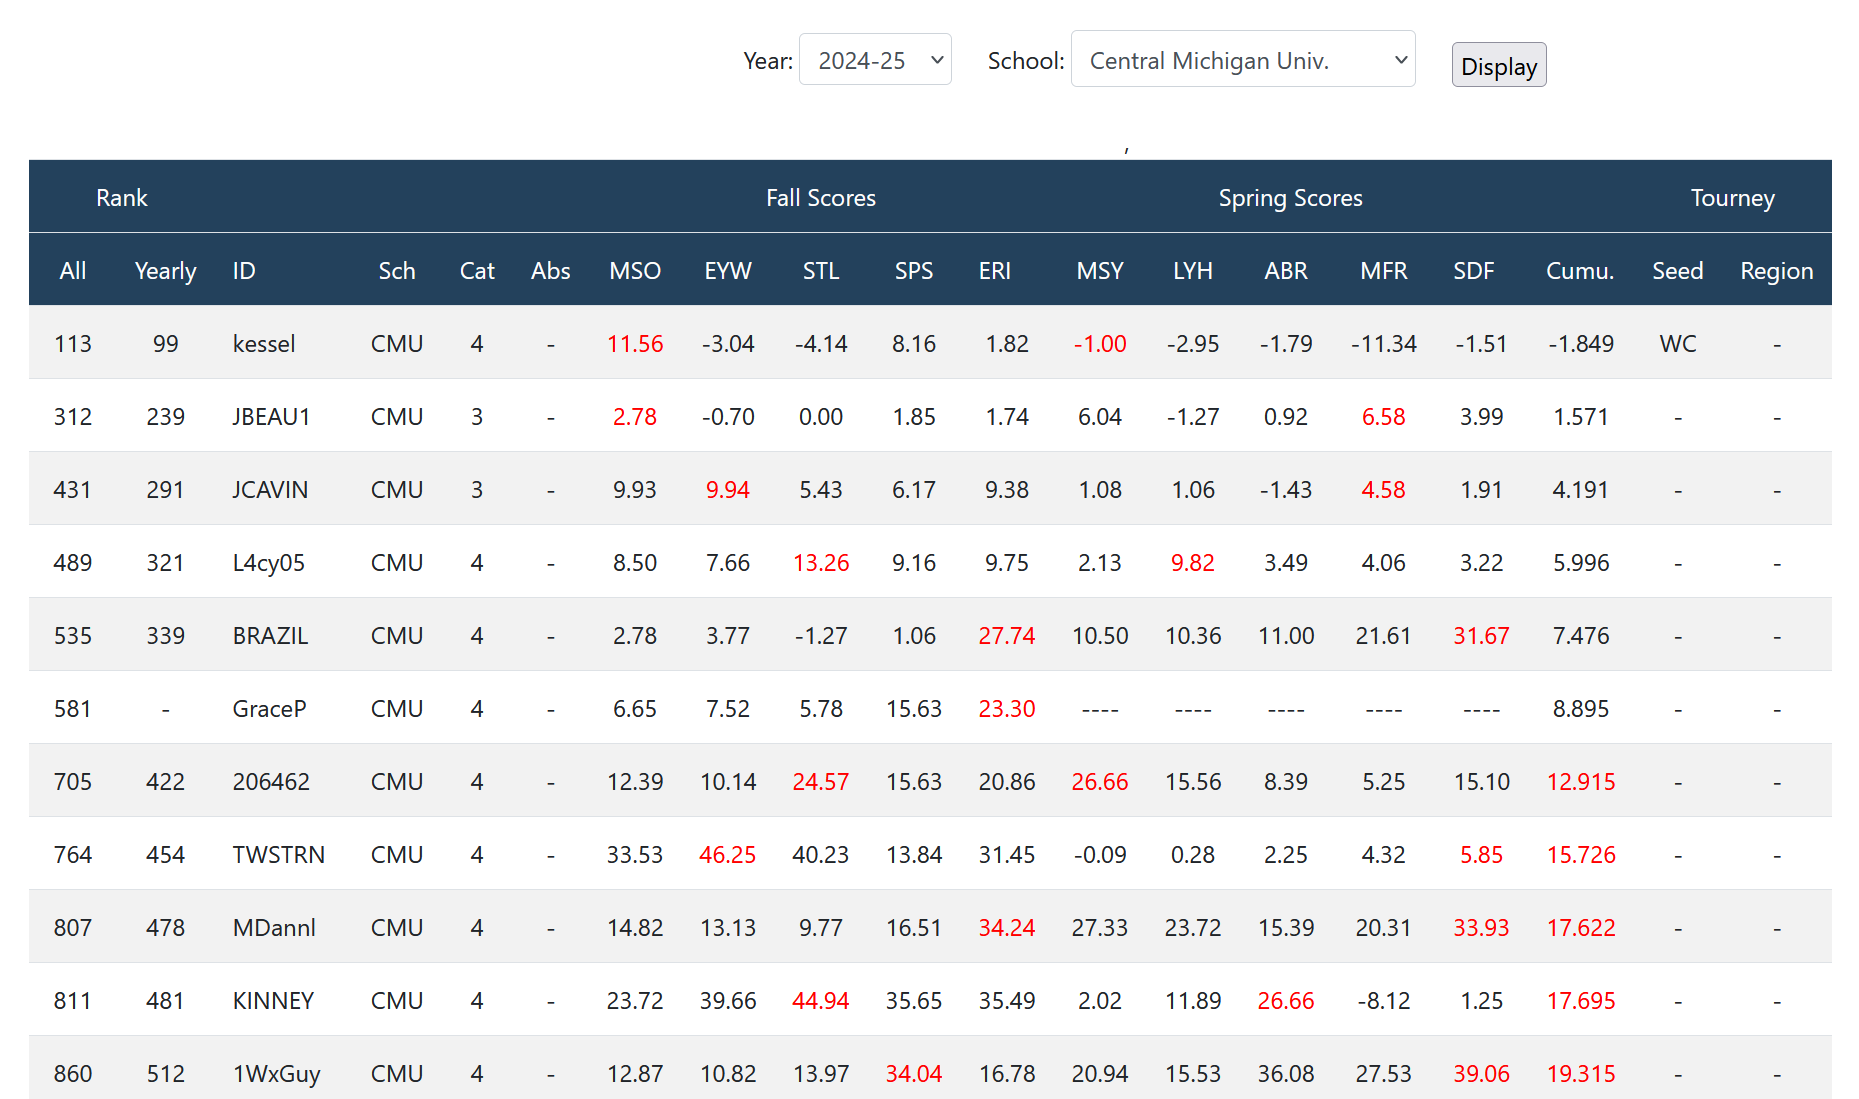 Year: 2024-25 School: Central Michigan Univ. Display
,
Rank Fall Scores Spring Scores Tourney
All Yearly ID Sch Cat Abs MSO EYW STL SPS ERI MSY LYH ABR MFR SDF Cumu. Seed Region
113 99 kessel CMU 4 - 11.56 -3.04 -4.14 8.16 1.82 -1.00 -2.95 -1.79 -11.34 -1.51 -1.849 WC -
312 239 JBEAU1 CMU 3 - 2.78 -0.70 0.00 1.85 1.74 6.04 -1.27 0.92 6.58 3.99 1.571 - -
431 291 JCAVIN CMU 3 - 9.93 9.94 5.43 6.17 9.38 1.08 1.06 -1.43 4.58 1.91 4.191 - -
489 321 L4cy05 CMU 4 - 8.50 7.66 13.26 9.16 9.75 2.13 9.82 3.49 4.06 3.22 5.996 - -
535 339 BRAZIL CMU 4 - 2.78 3.77 -1.27 1.06 27.74 10.50 10.36 11.00 21.61 31.67 7.476 - -
581 - GraceP CMU 4 - 6.65 7.52 5.78 15.63 23.30 ---- ---- ---- ---- ---- 8.895 - -
705 422 206462 CMU 4 - 12.39 10.14 24.57 15.63 20.86 26.66 15.56 8.39 5.25 15.10 12.915 - -
764 454 TWSTRN CMU 4 - 33.53 46.25 40.23 13.84 31.45 -0.09 0.28 2.25 4.32 5.85 15.726 - -
807 478 MDannl CMU 4 - 14.82 13.13 9.77 16.51 34.24 27.33 23.72 15.39 20.31 33.93 17.622 - -
811 481 KINNEY CMU 4 - 23.72 39.66 44.94 35.65 35.49 2.02 11.89 26.66 -8.12 1.25 17.695 - -
860 512 1WxGuy CMU 4 - 12.87 10.82 13.97 34.04 16.78 20.94 15.53 36.08 27.53 39.06 19.315 - -